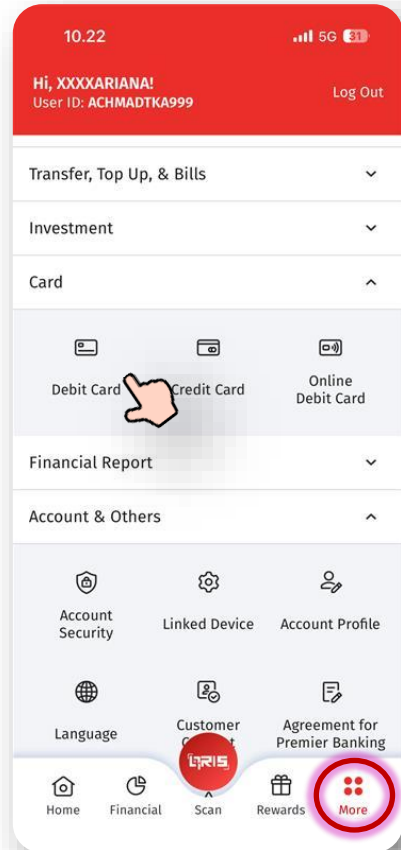 10.22
5G 31
Hi, XXXXARIANA!
User ID: ACHMADTKA999
Log Out
Transfer, Top Up, & Bills
Investment
Card
Debit Card
Credit Card
Online
Debit Card
Financial Report
Account & Others
Account
Security
Linked Device
Account Profile
Language
Customer
Agreement for
Premier Banking
QRIS
Home
Financial
Scan
Rewards
More